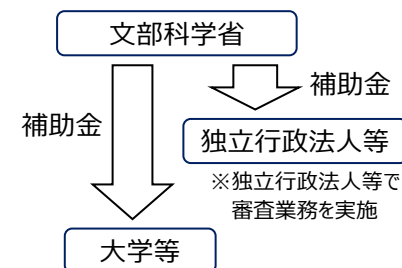 文部科学省
補助金
補助金
独立行政法人等
※独立行政法人等で
審査業務を実施
大学等